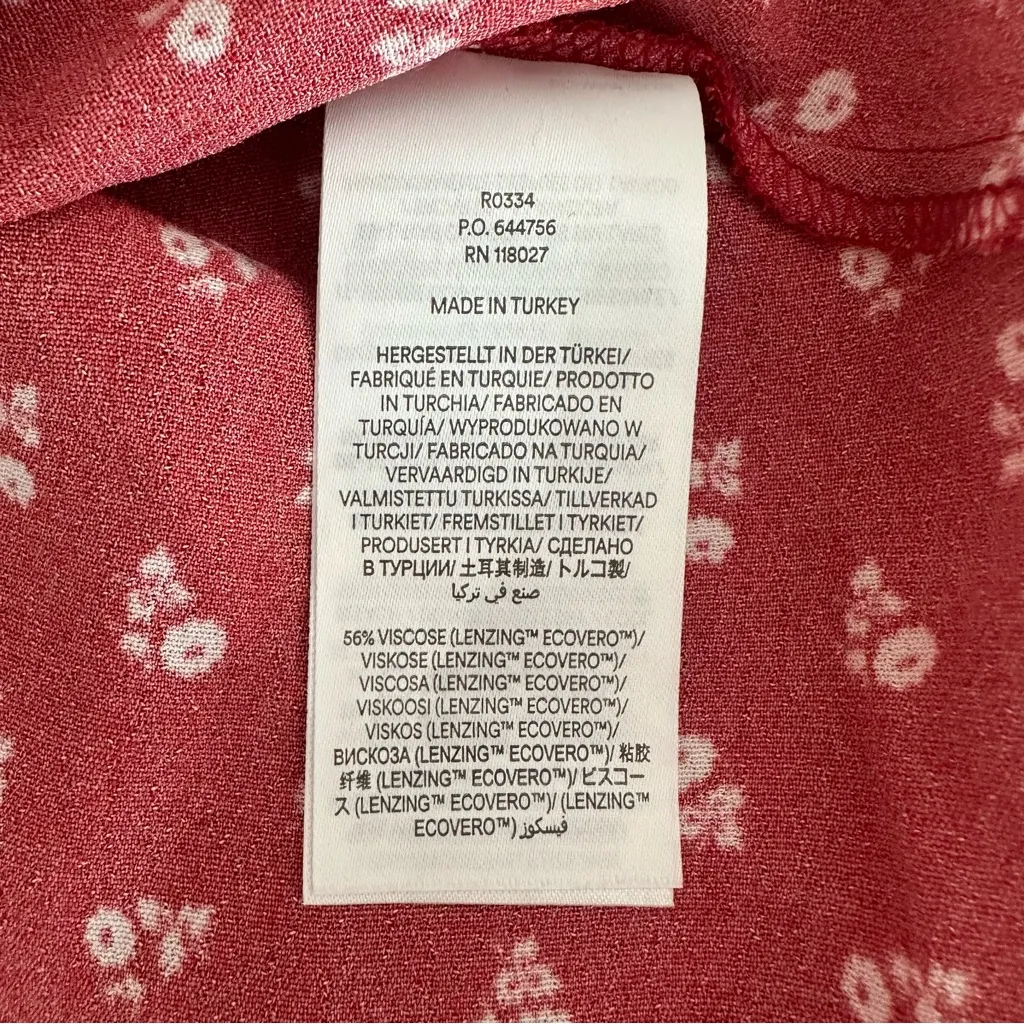 R0334
P.O. 644756
RN 118027
MADE IN TURKEY
HERGESTELLT IN DER TÜRKEI/
FABRIQUÉ EN TURQUIE/ PRODOTTO
IN TURCHIA/ FABRICADO EN
TURQUÍA/ WYPRODUKOWANO W
TURCJI/ FABRICADO NA TURQUIA/
VERVAARDIGD IN TURKIJE/
VALMISTETTU TURKISSA/ TILLVERKAD
I TURKIET/ FREMSTILLET I TYRKIET/
PRODUSERT I TYRKIA/ СДЕЛАНО
В ТУРЦИИ/ 土耳其制造/ トルコ製/
صنع في تركيا
56% VISCOSE (LENZING™ ECOVERO™)/
VISKOSE (LENZING™ ECOVERO™)/
VISCOSA (LENZING™ ECOVERO™)/
VISKOOSI (LENZING™ ECOVERO™)/
VISKOS (LENZING™ ECOVERO™)/
ВИСКОЗА (LENZING™ ECOVERO™)/ 粘胶
纤维 (LENZING™ ECOVERO™)/ ビスコー
ス (LENZING™ ECOVERO™)/ (LENZING™
ECOVERO™) فيسكوز